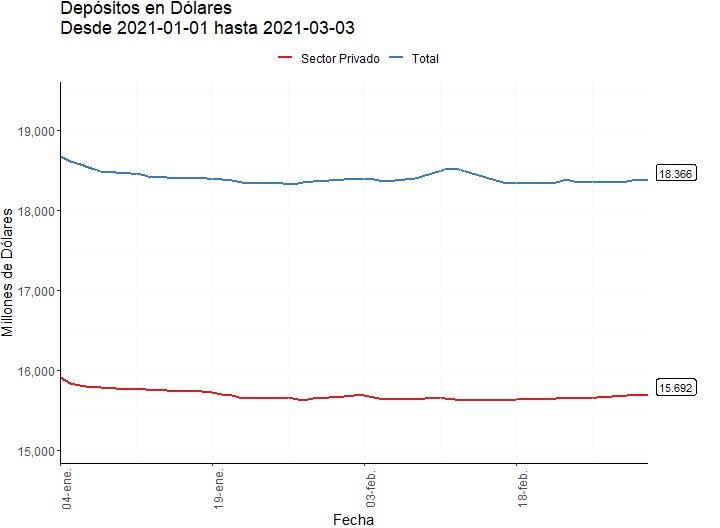 Depósitos en Dólares
Desde 2021-01-01 hasta 2021-03-03
Sector Privado
Total
Millones de Dólares
19,000
18,000
17,000
16,000
15,000
18.366
15.692
04-ene.
19-ene.
03-feb.
18-feb.
Fecha